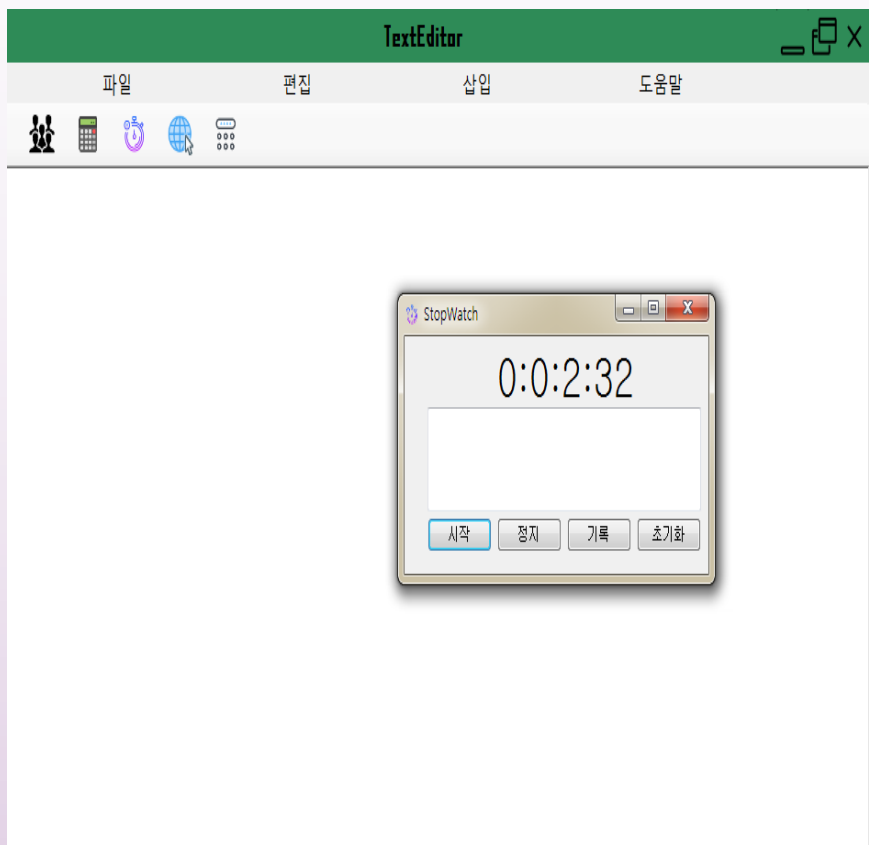 TextEditor
파일 편집 삽입 도움말
StopWatch
0:0:2:32
시작 정지 기록 초기화